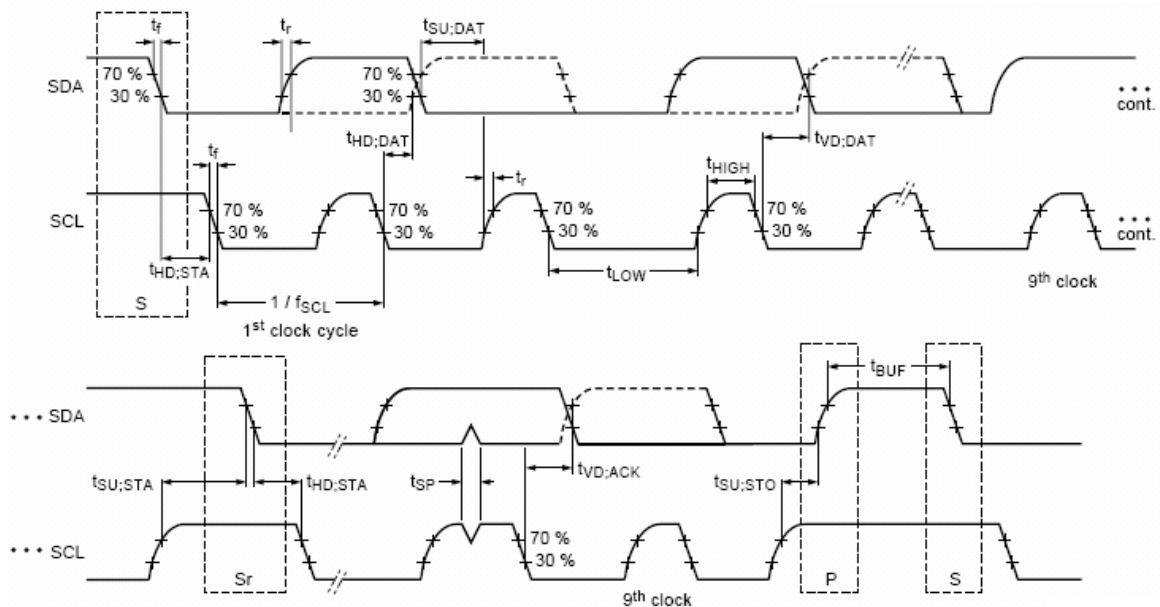 tf tr tSU;DAT
SDA 70 % 30 % 70 % 30 % cont.
tHD;DAT tVD;DAT
tf tr tHIGH
SCL 70 % 30 % 70 % 30 % 70 % 30 % 70 % 30 % cont.
tHD;STA tLOW
S 1 / fSCL 9th clock
1st clock cycle
tBUF
SDA
tSU;STA tHD;STA tSP tVD;ACK tSU;STO
SCL 70 % 30 %
Sr P S
9th clock